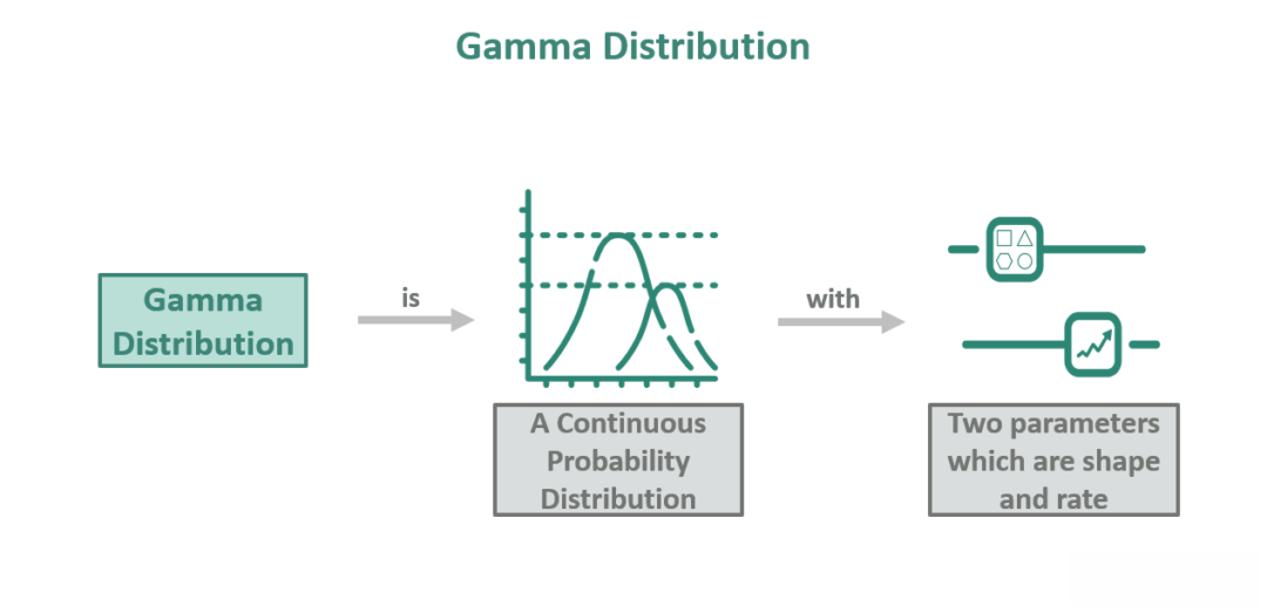 Gamma Distribution
Gamma
Distribution
is
A Continuous
Probability
Distribution
with
Two parameters
which are shape
and rate